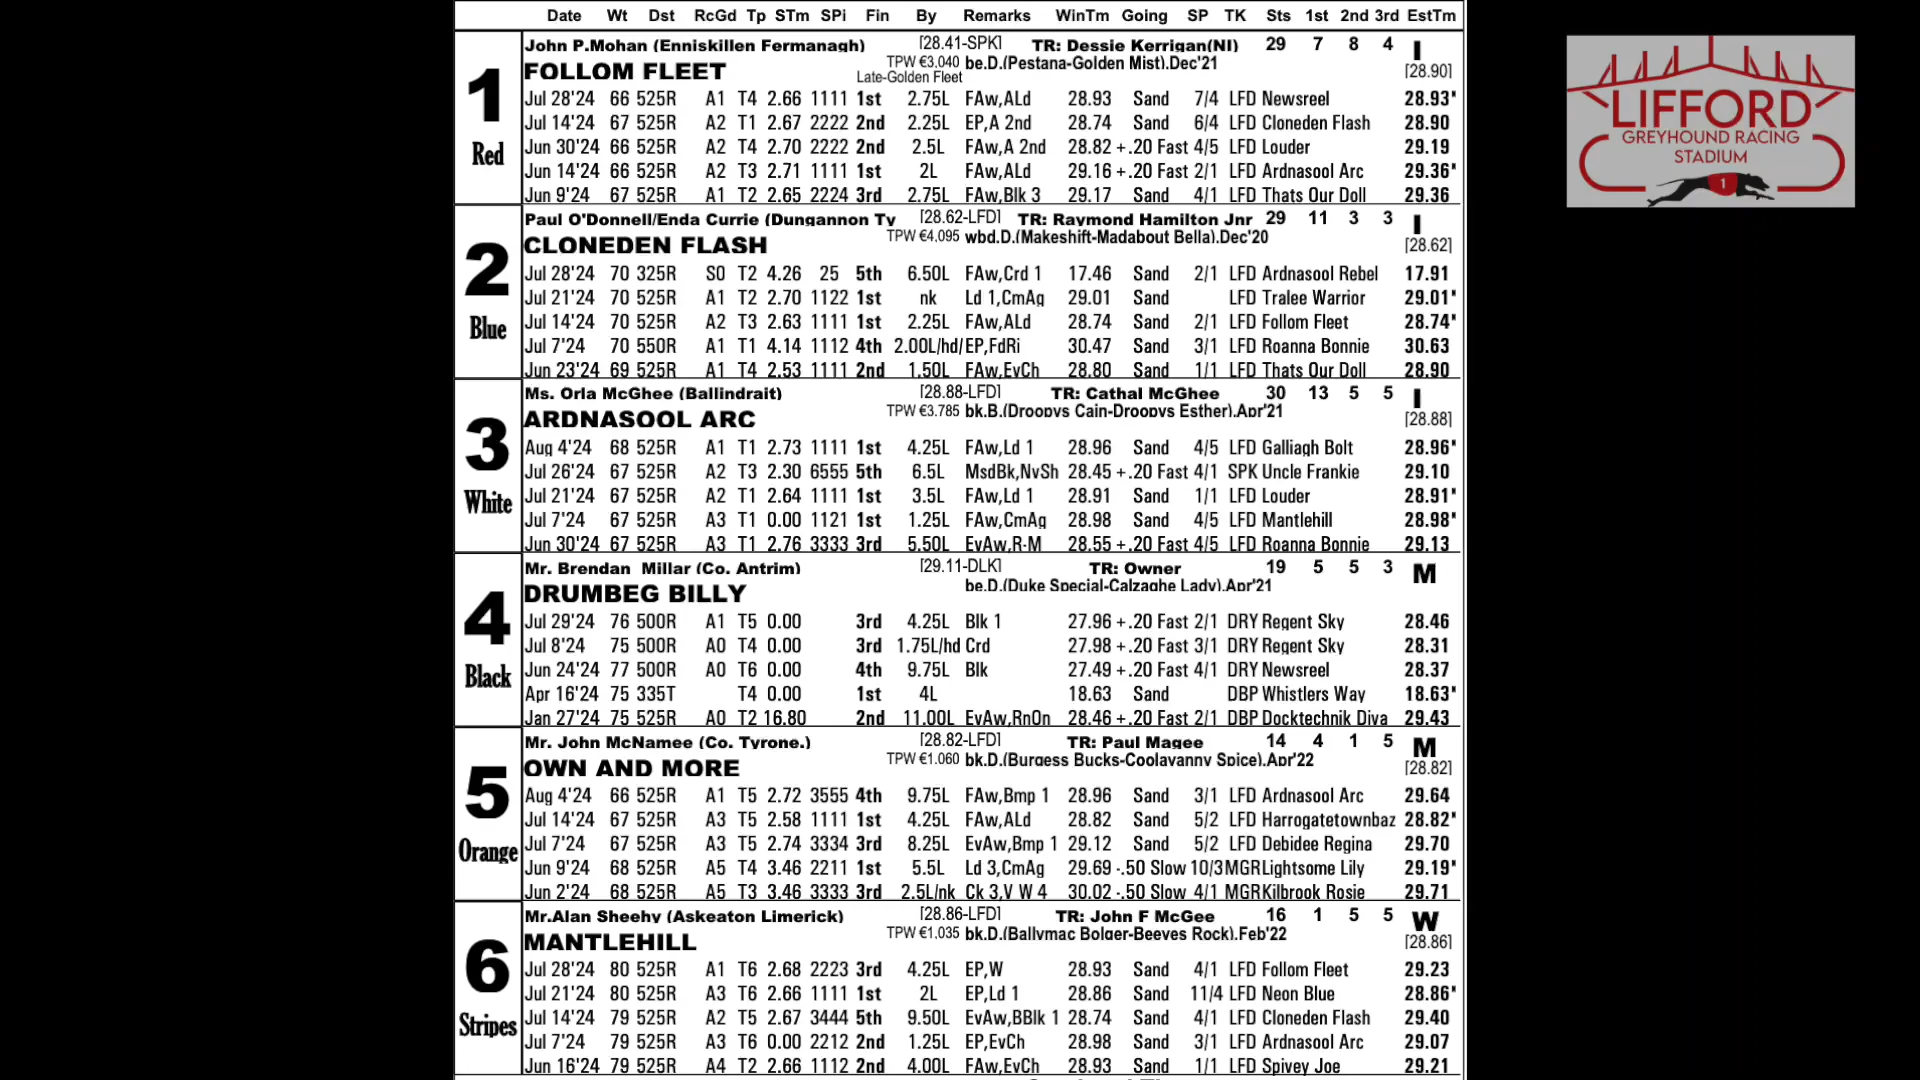 Date Wt Dst RcGd Tp STm SPi Fin By Remarks WinTm Going SP TK Sts 1st 2nd 3rd EstTm
John P.Mohan (Enniskillen Fermanagh) [28.41-SPK] TR: Dessie Kerrigan(NI) 29 7 8 4 I
1 FOLLOM FLEET TPW €3,040 be.D.(Pestana-Golden Mist).Dec'21 [28.90]
Late-Golden Fleet
Jul 28'24 66 525R A1 T4 2.66 1111 1st 2.75L FAw,ALd 28.93 Sand 7/4 LFD Newsreel 28.93*
Jul 14'24 67 525R A2 T1 2.67 2222 2nd 2.25L EP,A 2nd 28.74 Sand 6/4 LFD Cloneden Flash 28.90
Red Jun 30'24 66 525R A2 T4 2.70 2222 2nd 2.5L FAw,A 2nd 28.82 +.20 Fast 4/5 LFD Louder 29.19
Jun 14'24 66 525R A2 T3 2.71 1111 1st 2L FAw,ALd 29.16 +.20 Fast 2/1 LFD Ardnasool Arc 29.36*
Jun 9'24 67 525R A1 T2 2.65 2224 3rd 2.75L FAw,Blk 3 29.17 Sand 4/1 LFD Thats Our Doll 29.36
Paul O'Donnell/Enda Currie (Dungannon Ty [28.62-LFD] TR: Raymond Hamilton Jnr 29 11 3 3 I
2 CLONEDEN FLASH TPW €4,095 wbd.D.(Makeshift-Madabout Bella).Dec'20 [28.62]
Jul 28'24 70 325R S0 T2 4.26 25 5th 6.50L FAw,Crd 1 17.46 Sand 2/1 LFD Ardnasool Rebel 17.91
Jul 21'24 70 525R A1 T2 2.70 1122 1st nk Ld 1,CmAg 29.01 Sand LFD Tralee Warrior 29.01*
Blue Jul 14'24 70 525R A2 T3 2.63 1111 1st 2.25L FAw,ALd 28.74 Sand 2/1 LFD Follom Fleet 28.74*
Jul 7'24 70 550R A1 T1 4.14 1112 4th 2.00L/hd/ EP,FdRi 30.47 Sand 3/1 LFD Roanna Bonnie 30.63
Jun 23'24 69 525R A1 T4 2.53 1111 2nd 1.50L FAw,EvCh 28.80 Sand 1/1 LFD Thats Our Doll 28.90
Ms. Orla McGhee (Ballindrait) [28.88-LFD] TR: Cathal McGhee 30 13 5 5 I
3 ARDNASOOL ARC TPW €3,785 bk.B.(Droopys Cain-Droopys Esther).Apr'21 [28.88]
Aug 4'24 68 525R A1 T1 2.73 1111 1st 4.25L FAw,Ld 1 28.96 Sand 4/5 LFD Galliagh Bolt 28.96*
Jul 26'24 67 525R A2 T3 2.30 6555 5th 6.5L MsdBk,NvSh 28.45 +.20 Fast 4/1 SPK Uncle Frankie 29.10
White Jul 21'24 67 525R A2 T1 2.64 1111 1st 3.5L FAw,Ld 1 28.91 Sand 1/1 LFD Louder 28.91*
Jul 7'24 67 525R A3 T1 0.00 1121 1st 1.25L FAw,CmAg 28.98 Sand 4/5 LFD Mantlehill 28.98*
Jun 30'24 67 525R A3 T1 2.76 3333 3rd 5.50L EvAw,R-M 28.55 +.20 Fast 4/5 LFD Roanna Bonnie 29.13
Mr. Brendan Millar (Co. Antrim) [29.11-DLK] TR: Owner 19 5 5 3 M
4 DRUMBEG BILLY be.D.(Duke Special-Calzaghe Lady).Apr'21
Jul 29'24 76 500R A1 T5 0.00 3rd 4.25L Blk 1 27.96 +.20 Fast 2/1 DRY Regent Sky 28.46
Jul 8'24 75 500R A0 T4 0.00 3rd 1.75L/hd Crd 27.98 +.20 Fast 3/1 DRY Regent Sky 28.31
Black Jun 24'24 77 500R A0 T6 0.00 4th 9.75L Blk 27.49 +.20 Fast 4/1 DRY Newsreel 28.37
Apr 16'24 75 335T T4 0.00 1st 4L 18.63 Sand DBP Whistlers Way 18.63*
Jan 27'24 75 525R A0 T2 16.80 2nd 11.00L EvAw,RnOn 28.46 +.20 Fast 2/1 DBP Docktechnik Diva 29.43
Mr. John McNamee (Co. Tyrone.) [28.82-LFD] TR: Paul Magee 14 4 1 5 M
5 OWN AND MORE TPW €1,060 bk.D.(Burgess Bucks-Coolavanny Spice).Apr'22 [28.82]
Aug 4'24 66 525R A1 T5 2.72 3555 4th 9.75L FAw,Bmp 1 28.96 Sand 3/1 LFD Ardnasool Arc 29.64
Jul 14'24 67 525R A3 T5 2.58 1111 1st 4.25L FAw,ALd 28.82 Sand 5/2 LFD Harrogatetownbaz 28.82*
Orange Jul 7'24 67 525R A3 T5 2.74 3334 3rd 8.25L EvAw,Bmp 1 29.12 Sand 5/2 LFD Debidee Regina 29.70
Jun 9'24 68 525R A5 T4 3.46 2211 1st 5.5L Ld 3,CmAg 29.69 -.50 Slow 10/3 MGR Lightsome Lily 29.19*
Jun 2'24 68 525R A5 T3 3.46 3333 3rd 2.5L/nk Ck 3,V W 4 30.02 -.50 Slow 4/1 MGR Kilbrook Rosie 29.71
Mr.Alan Sheehy (Askeaton Limerick) [28.86-LFD] TR: John F McGee 16 1 5 5 W
6 MANTLEHILL TPW €1,035 bk.D.(Ballymac Bolger-Beeves Rock).Feb'22 [28.86]
Jul 28'24 80 525R A1 T6 2.68 2223 3rd 4.25L EP,W 28.93 Sand 4/1 LFD Follom Fleet 29.23
Jul 21'24 80 525R A3 T6 2.66 1111 1st 2L EP,Ld 1 28.86 Sand 11/4 LFD Neon Blue 28.86*
Stripes Jul 14'24 79 525R A2 T5 2.67 3444 5th 9.50L EvAw,BBlk 1 28.74 Sand 4/1 LFD Cloneden Flash 29.40
Jul 7'24 79 525R A3 T6 0.00 2212 2nd 1.25L EP,EvCh 28.98 Sand 3/1 LFD Ardnasool Arc 29.07
Jun 16'24 79 525R A4 T2 2.66 1112 2nd 4.00L FAw,EvCh 28.93 Sand 1/1 LFD Spivey Joe 29.21
LIFFORD
GREYHOUND RACING
STADIUM
1